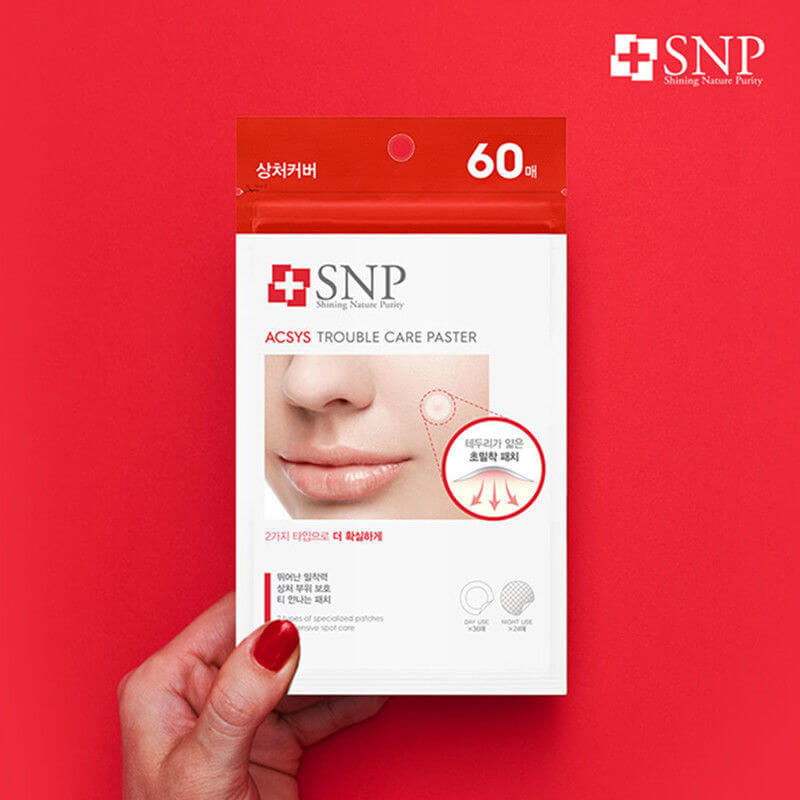 SNP
Shining Nature Purity
상처커버
60매
SNP
Shining Nature Purity
ACSYS TROUBLE CARE PASTER
테두리가 얇은
초밀착 패치
2가지 타입으로 더 확실하게
뛰어난 밀착력
상처 부위 보호
티 안나는 패치
types of specialized patches
spot care
DAY USE
×36매
NIGHT USE
×24매